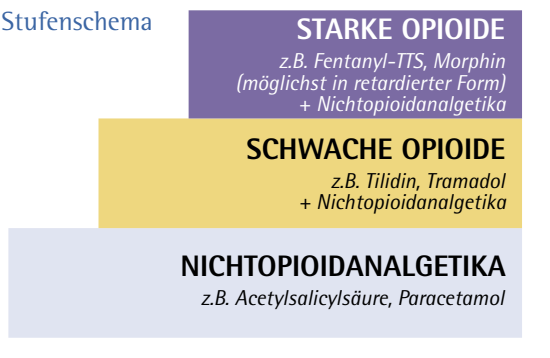 Stufenschema
STARKE OPIOIDE
z.B. Fentanyl-TTS, Morphin
(möglichst in retardierter Form)
+ Nichtopioidanalgetika
SCHWACHE OPIOIDE
z.B. Tilidin, Tramadol
+ Nichtopioidanalgetika
NICHTOPIOIDANALGETIKA
z.B. Acetylsalicylsäure, Paracetamol